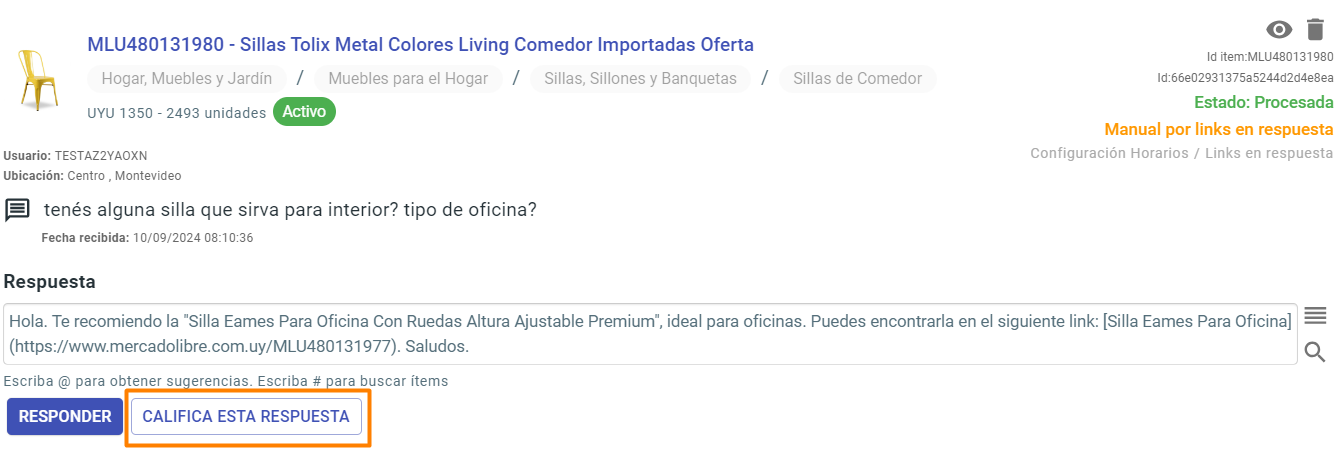 MLU480131980 - Sillas Tolix Metal Colores Living Comedor Importadas Oferta
Hogar, Muebles y Jardín / Muebles para el Hogar / Sillas, Sillones y Banquetas / Sillas de Comedor
UYU 1350 - 2493 unidades Activo
Id item:MLU480131980
Id:66e02931375a5244d2d4e8ea
Estado: Procesada
Manual por links en respuesta
Configuración Horarios / Links en respuesta
Usuario: TESTAZ2YAOXN
Ubicación: Centro , Montevideo
tenés alguna silla que sirva para interior? tipo de oficina?
Fecha recibida: 10/09/2024 08:10:36
Respuesta
Hola. Te recomiendo la "Silla Eames Para Oficina Con Ruedas Altura Ajustable Premium", ideal para oficinas. Puedes encontrarla en el siguiente link: [Silla Eames Para Oficina]
(https://www.mercadolibre.com.uy/MLU480131977). Saludos.
Escriba @ para obtener sugerencias. Escriba # para buscar ítems
RESPONDER CALIFICA ESTA RESPUESTA